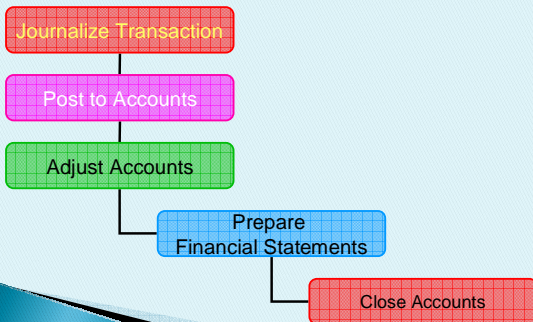 Journalize Transaction
Post to Accounts
Adjust Accounts
Prepare
Financial Statements
Close Accounts